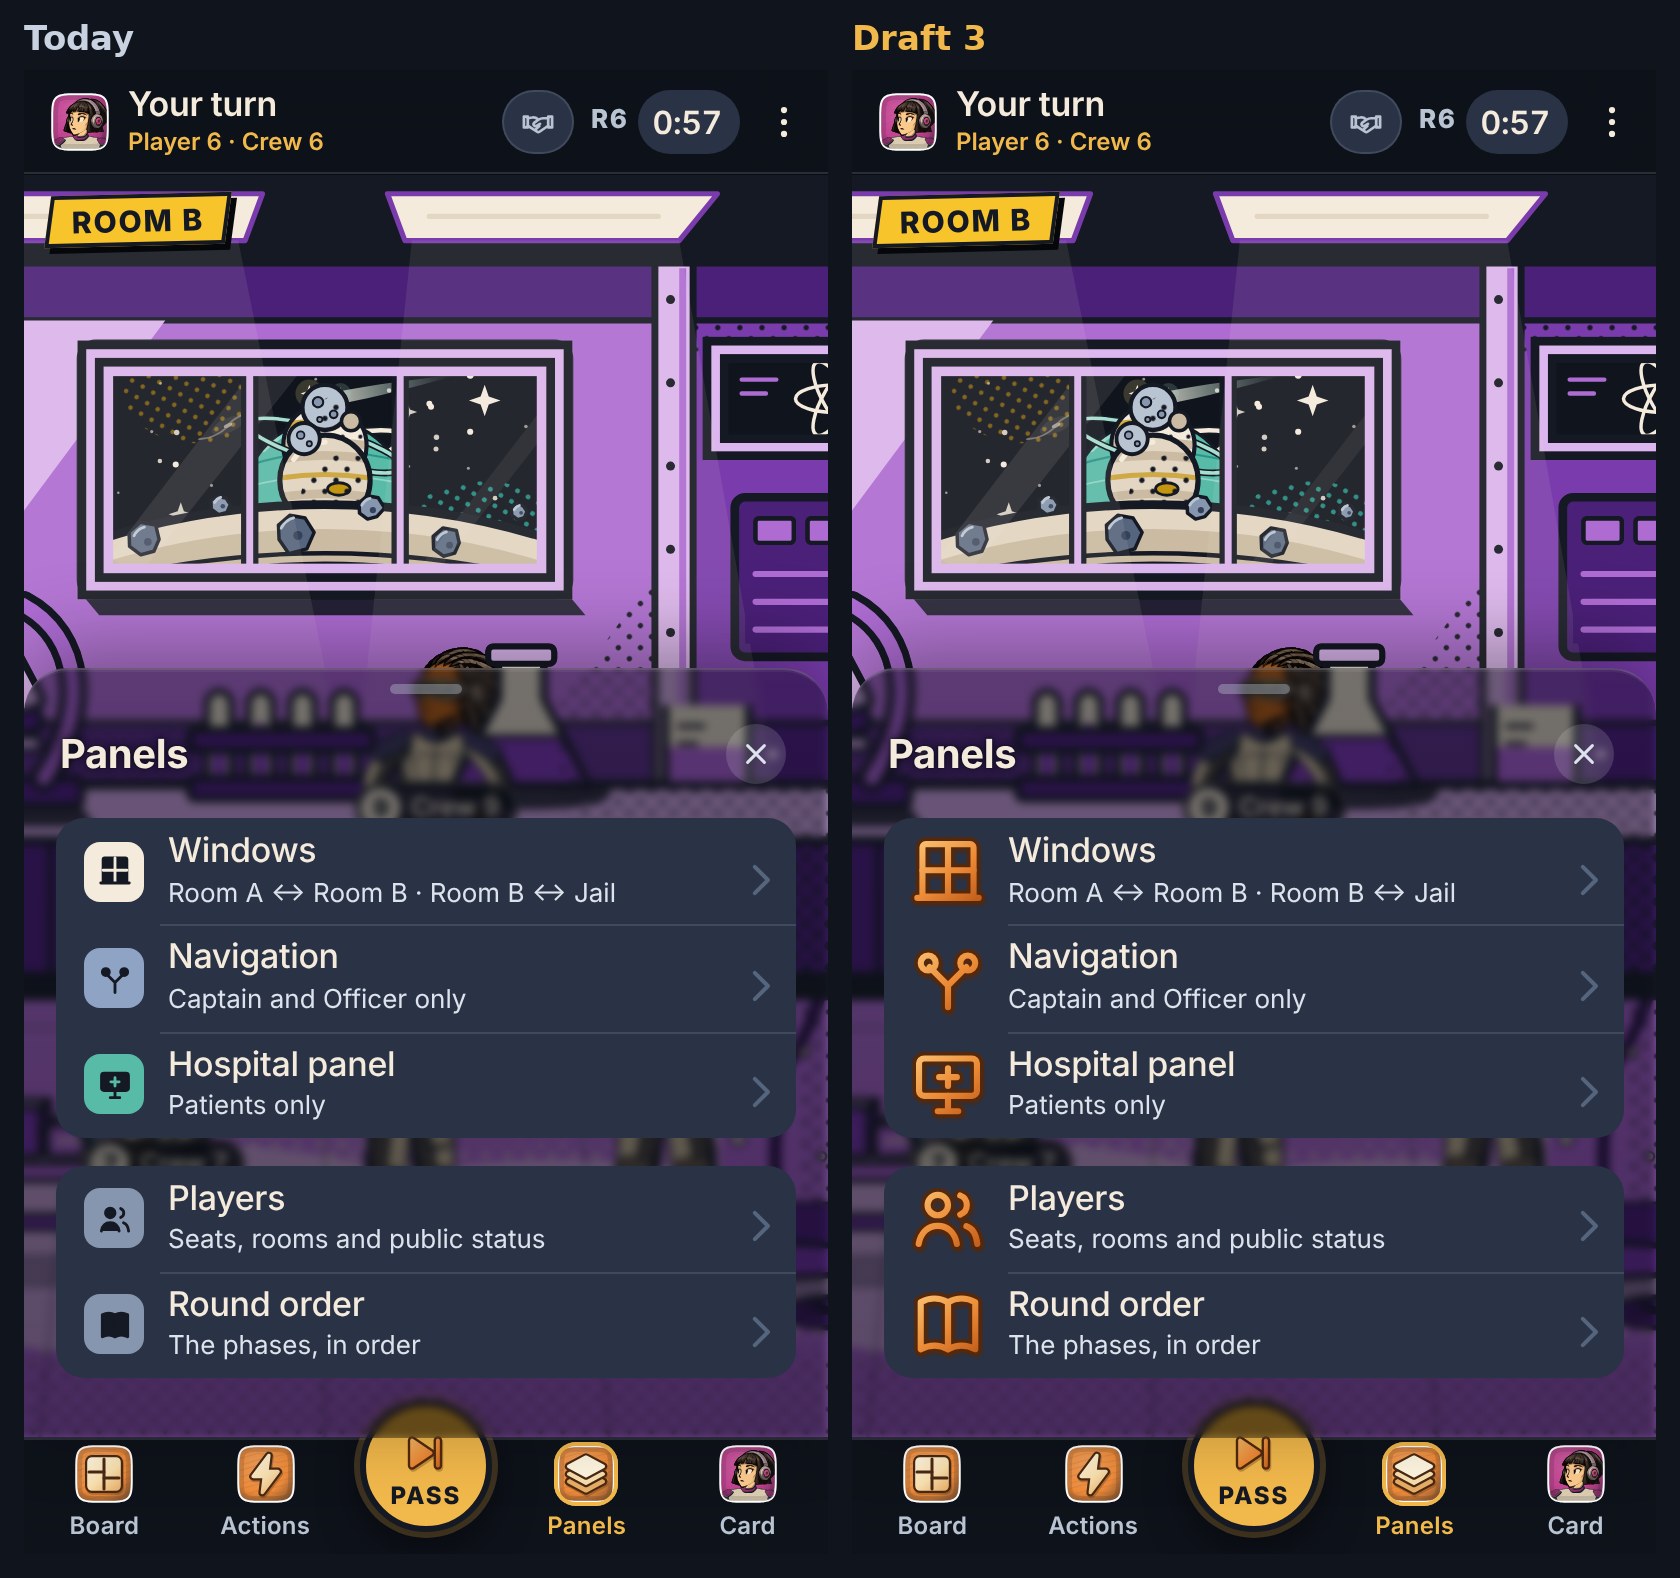 Today
Your turn
Player 6 · Crew 6
R6
0:57
ROOM B
Panels
Crew 9
Windows
Room A ↔ Room B · Room B ↔ Jail
Navigation
Captain and Officer only
Hospital panel
Patients only
Players
Seats, rooms and public status
Round order
The phases, in order
Board
Actions
PASS
Panels
Card
Draft 3
Your turn
Player 6 · Crew 6
R6
0:57
ROOM B
Panels
Windows
Room A ↔ Room B · Room B ↔ Jail
Navigation
Captain and Officer only
Hospital panel
Patients only
Players
Seats, rooms and public status
Round order
The phases, in order
Board
Actions
PASS
Panels
Card